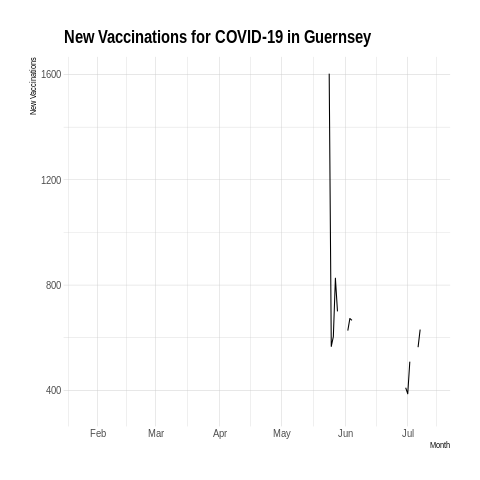 New Vaccinations for COVID-19 in Guernsey
New Vaccinations
1600
1200
800
400
Feb Mar Apr May Jun Jul
Month